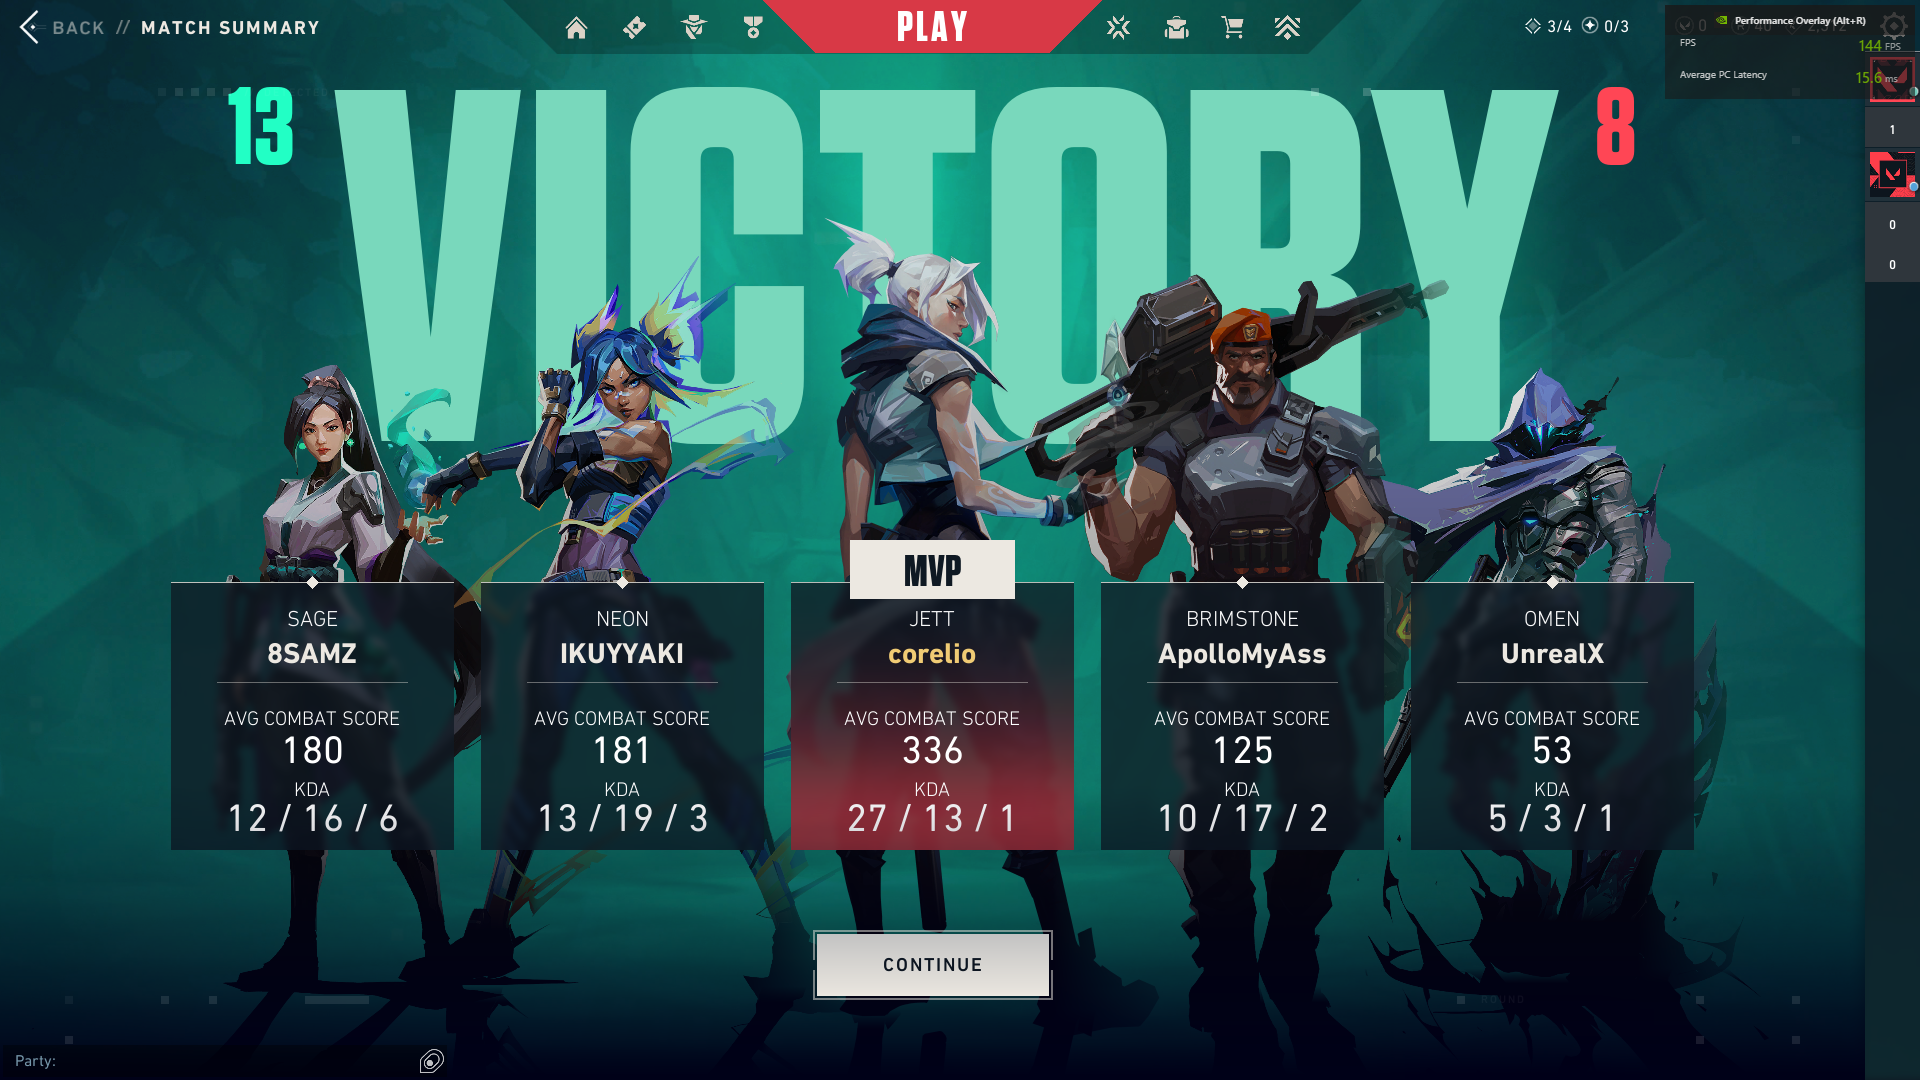 BACK // MATCH SUMMARY
PLAY
3/4 0/3
Performance Overlay (Alt+R)
FPS
144 FPS
Average PC Latency
15.6 ms
13
VICTORY
8
1
0
0
MVP
SAGE
8SAMZ
AVG COMBAT SCORE
180
KDA
12 / 16 / 6
NEON
IKUYYAKI
AVG COMBAT SCORE
181
KDA
13 / 19 / 3
JETT
corelio
AVG COMBAT SCORE
336
KDA
27 / 13 / 1
BRIMSTONE
ApolloMyAss
AVG COMBAT SCORE
125
KDA
10 / 17 / 2
OMEN
UnrealX
AVG COMBAT SCORE
53
KDA
5 / 3 / 1
CONTINUE
ROUND
Party: